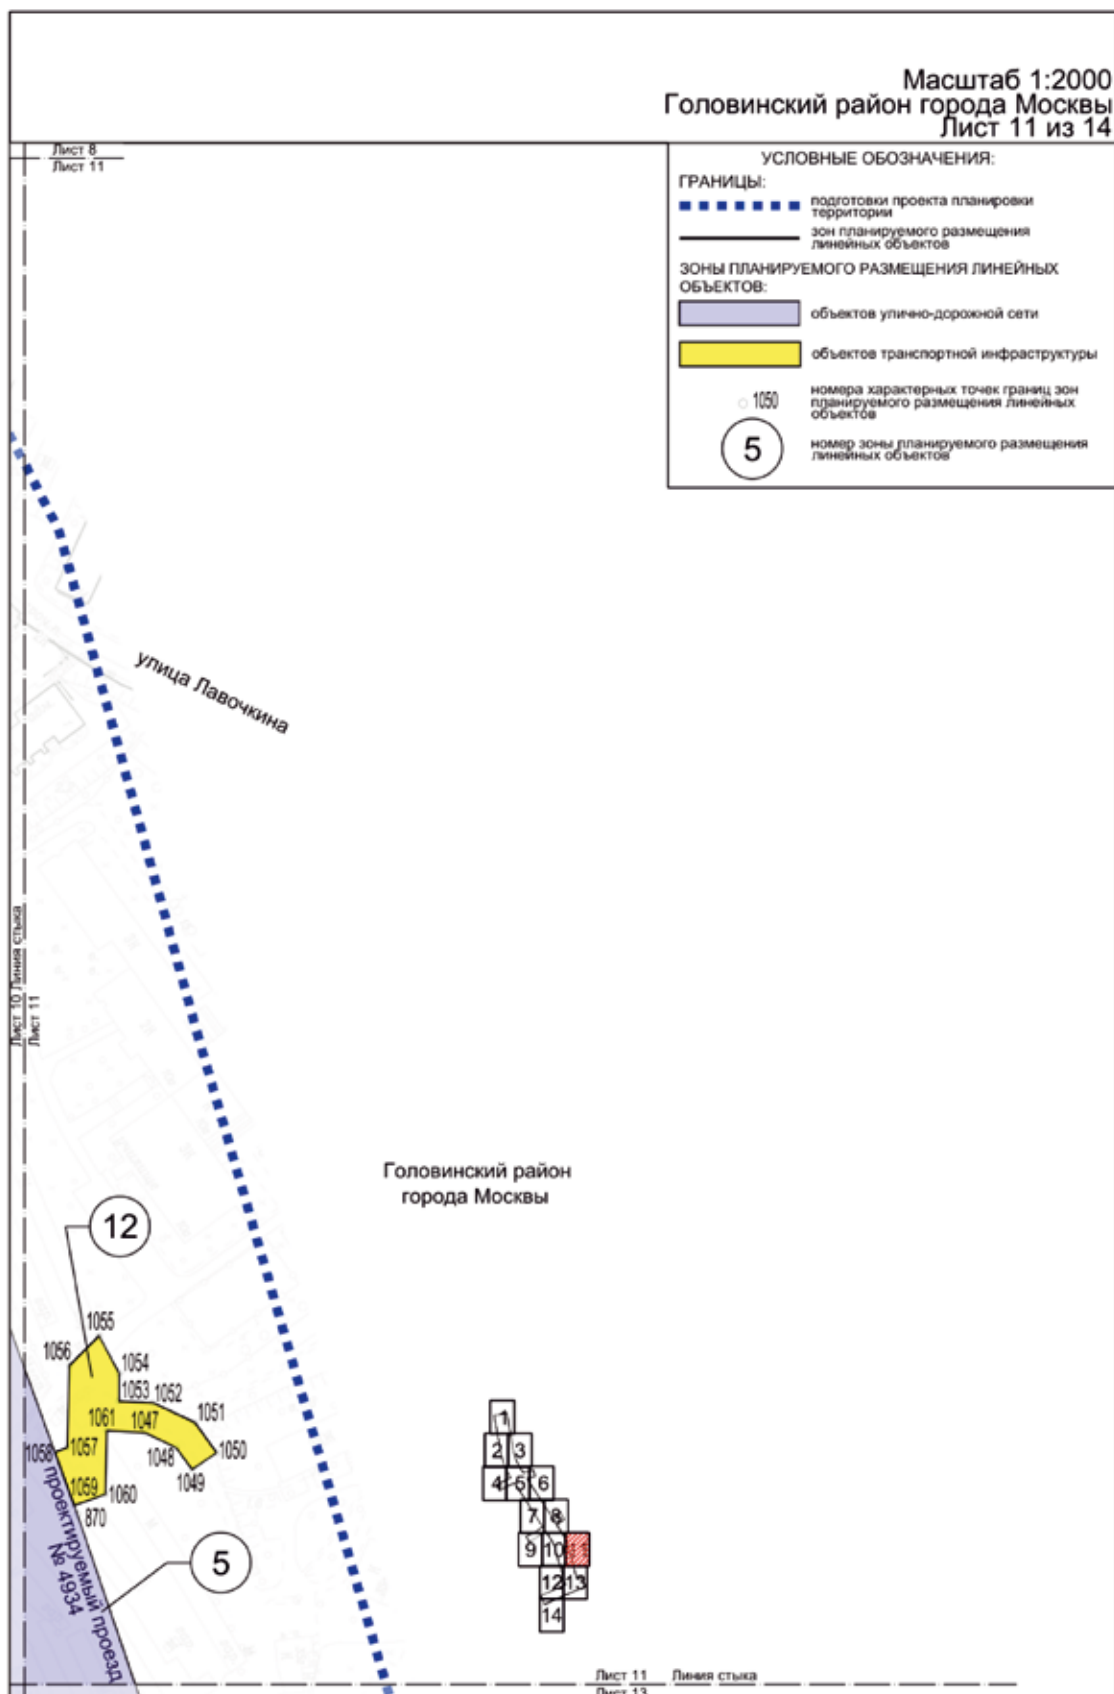 Масштаб 1:2000
Головинский район города Москвы
Лист 11 из 14
Лист 8
Лист 11
УСЛОВНЫЕ ОБОЗНАЧЕНИЯ:
ГРАНИЦЫ:
подготовки проекта планировки
территории
зон планируемого размещения
линейных объектов
ЗОНЫ ПЛАНИРУЕМОГО РАЗМЕЩЕНИЯ ЛИНЕЙНЫХ
ОБЪЕКТОВ:
объектов улично-дорожной сети
объектов транспортной инфраструктуры
1050
номера характерных точек границ зон
планируемого размещения линейных
объектов
5
номер зоны планируемого размещения
линейных объектов
улица Лавочкина
Лист 10 Линия стыка
Лист 11
Головинский район
города Москвы
12
1055
1056
1054
1053
1052
1051
1061
1047
1050
1058
1057
1048
1049
1059
1060
870
проектируемый проезд
№ 4934
5
1
2
3
4
5
6
7
8
9
10
11
12
13
14
Лист 11 Линия стыка
Лист 13